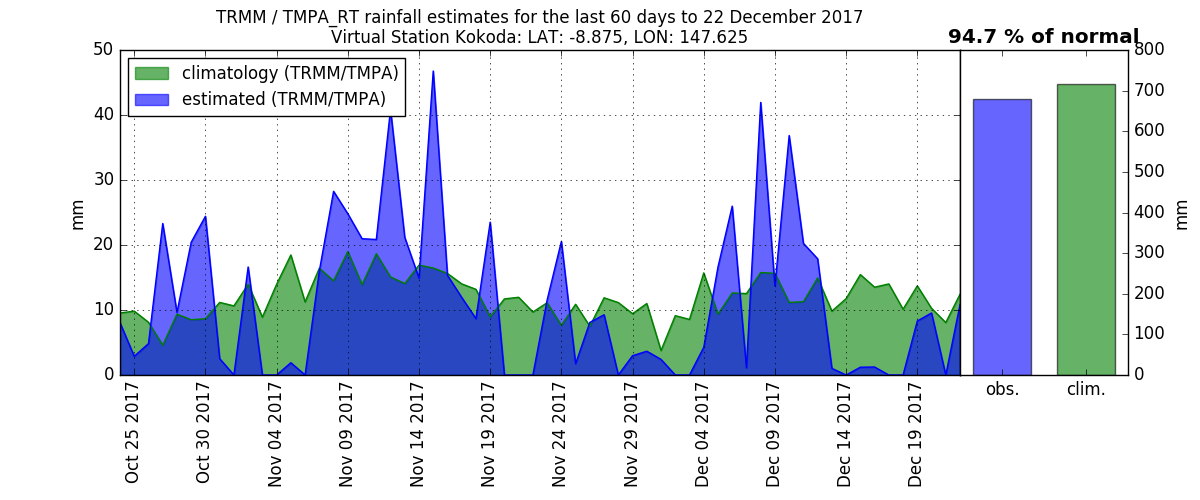 TRMM / TMPA_RT rainfall estimates for the last 60 days to 22 December 2017
Virtual Station Kokoda: LAT: -8.875, LON: 147.625
94.7 % of normal
climatology (TRMM/TMPA)
estimated (TRMM/TMPA)
50
40
30
20
10
0
mm
800
700
600
500
400
300
200
100
0
mm
obs.
clim.
Oct 25 2017
Oct 30 2017
Nov 04 2017
Nov 09 2017
Nov 14 2017
Nov 19 2017
Nov 24 2017
Nov 29 2017
Dec 04 2017
Dec 09 2017
Dec 14 2017
Dec 19 2017